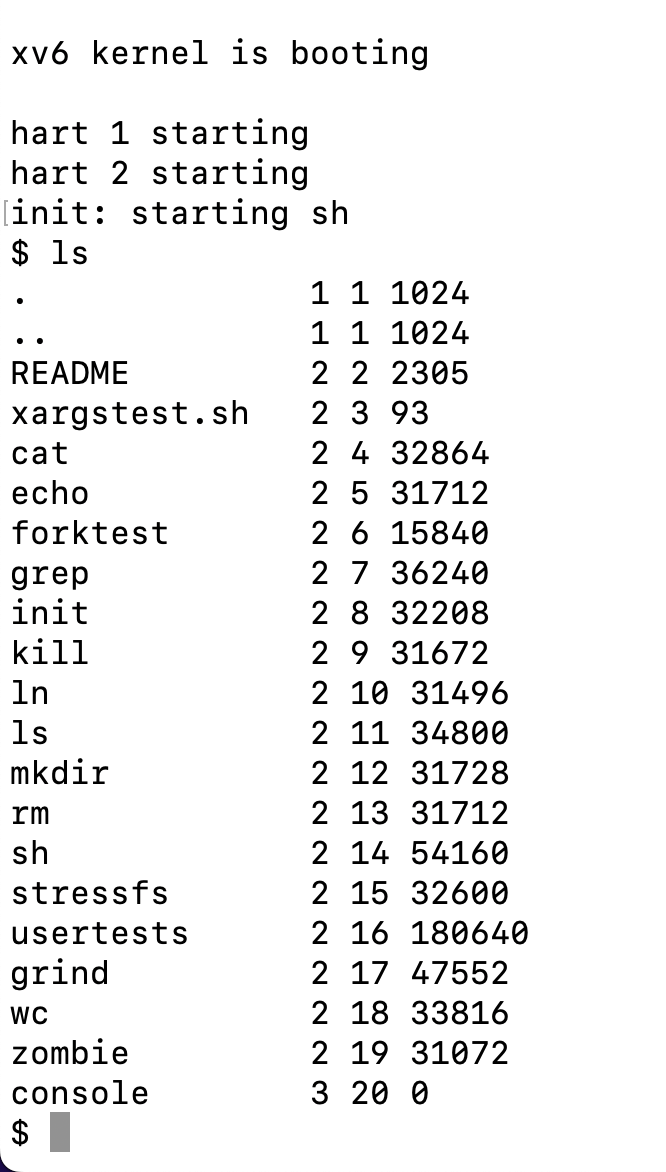 xv6 kernel is booting
hart 1 starting
hart 2 starting
init: starting sh
$ ls
.              1 1 1024
..             1 1 1024
README         2 2 2305
xargstest.sh   2 3 93
cat            2 4 32864
echo           2 5 31712
forktest       2 6 15840
grep           2 7 36240
init           2 8 32208
kill           2 9 31672
ln             2 10 31496
ls             2 11 34800
mkdir          2 12 31728
rm             2 13 31712
sh             2 14 54160
stressfs       2 15 32600
usertests      2 16 180640
grind          2 17 47552
wc             2 18 33816
zombie         2 19 31072
console        3 20 0
$